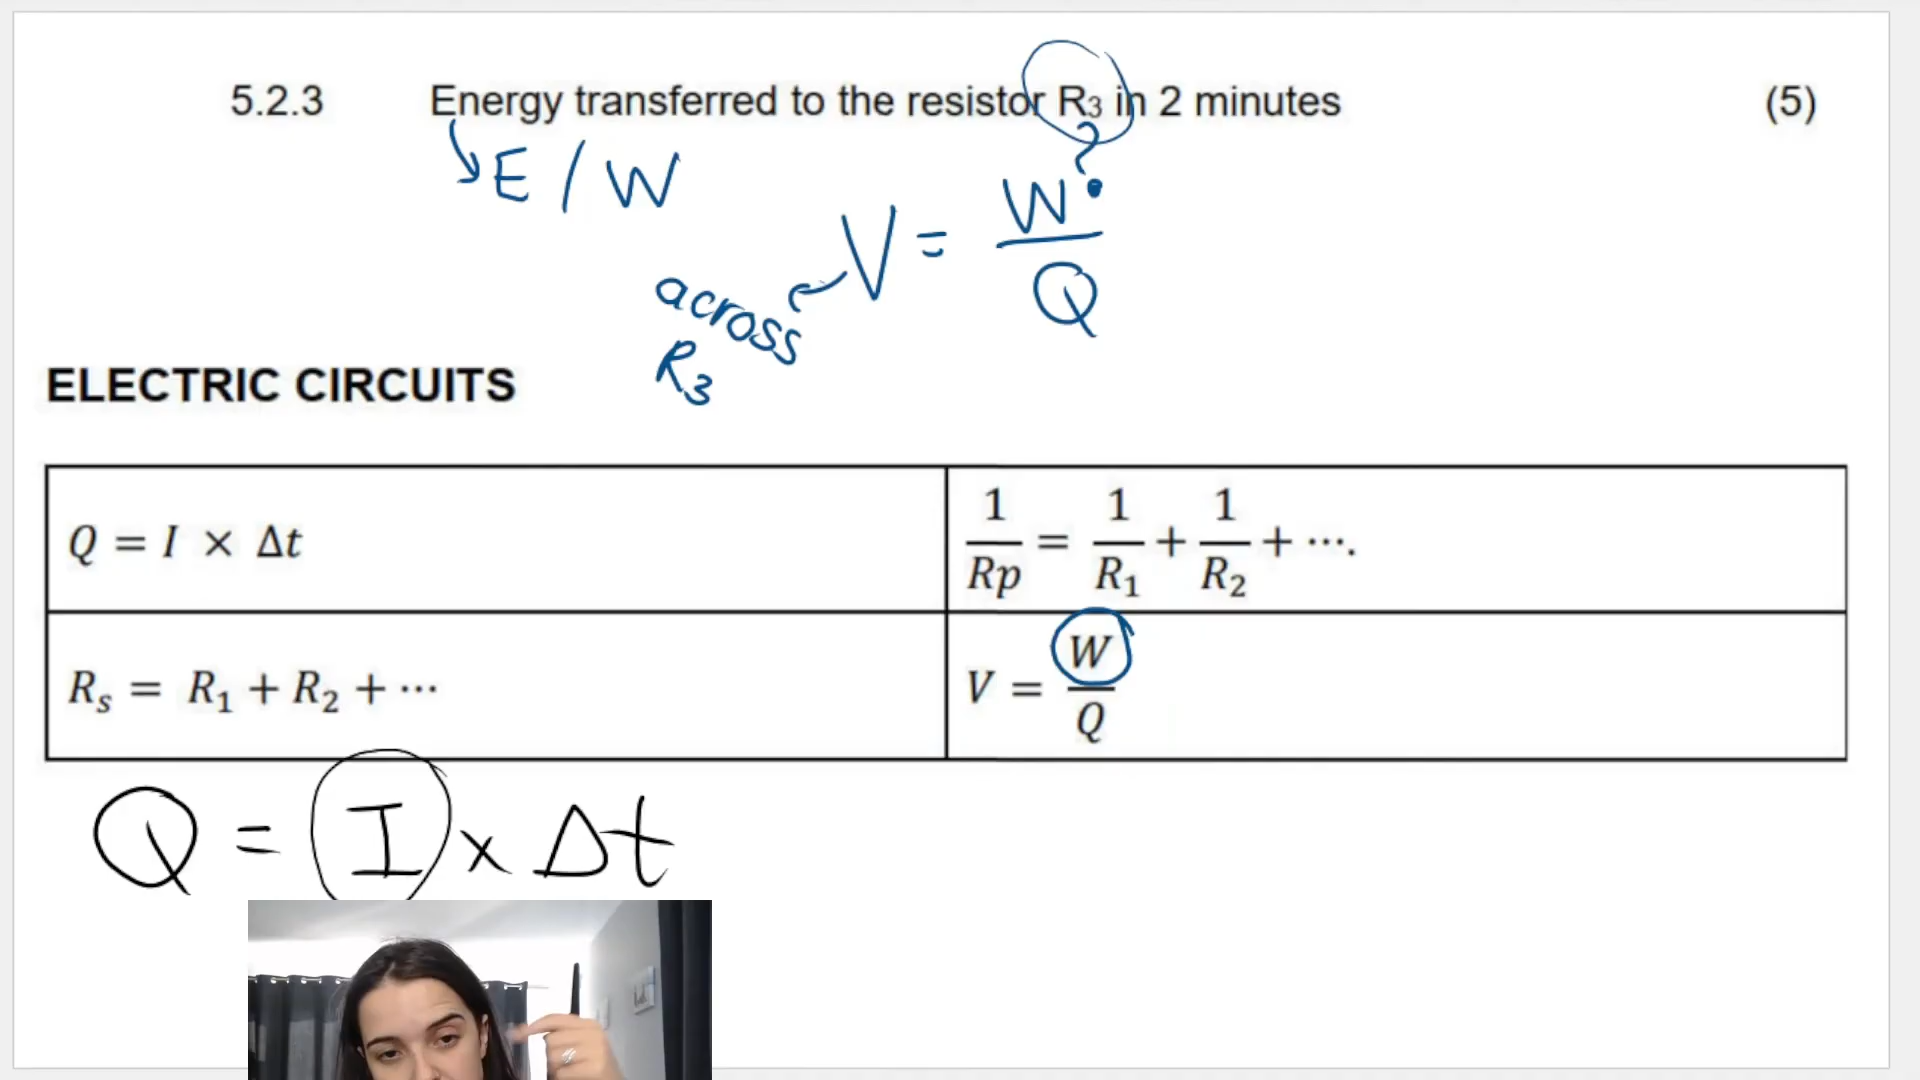 5.2.3 Energy transferred to the resistor R₃ in 2 minutes (5)
E / W
?
V = W/Q
across
R₃
ELECTRIC CIRCUITS
Q = I × Δt
1/Rp = 1/R₁ + 1/R₂ + ⋯.
Rₛ = R₁ + R₂ + ⋯
V = W/Q
Q = I x Δt